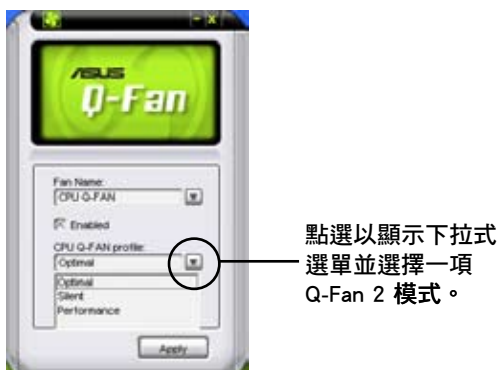 ASUS
Q-Fan
Fan Name:
CPU Q-FAN
Enabled
CPU Q-FAN profile:
Optimal
Optimal
Silent
Performance
Apply
點選以顯示下拉式
選單並選擇一項
Q-Fan 2 模式。